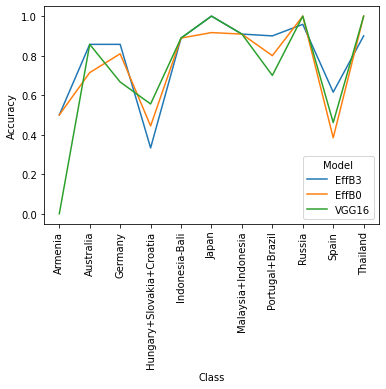 1.0
0.8
0.6
0.4
0.2
0.0
Accuracy
Model
EffB3
EffB0
VGG16
Armenia
Australia
Germany
Hungary+Slovakia+Croatia
Indonesia-Bali
Japan
Malaysia+Indonesia
Portugal+Brazil
Russia
Spain
Thailand
Class